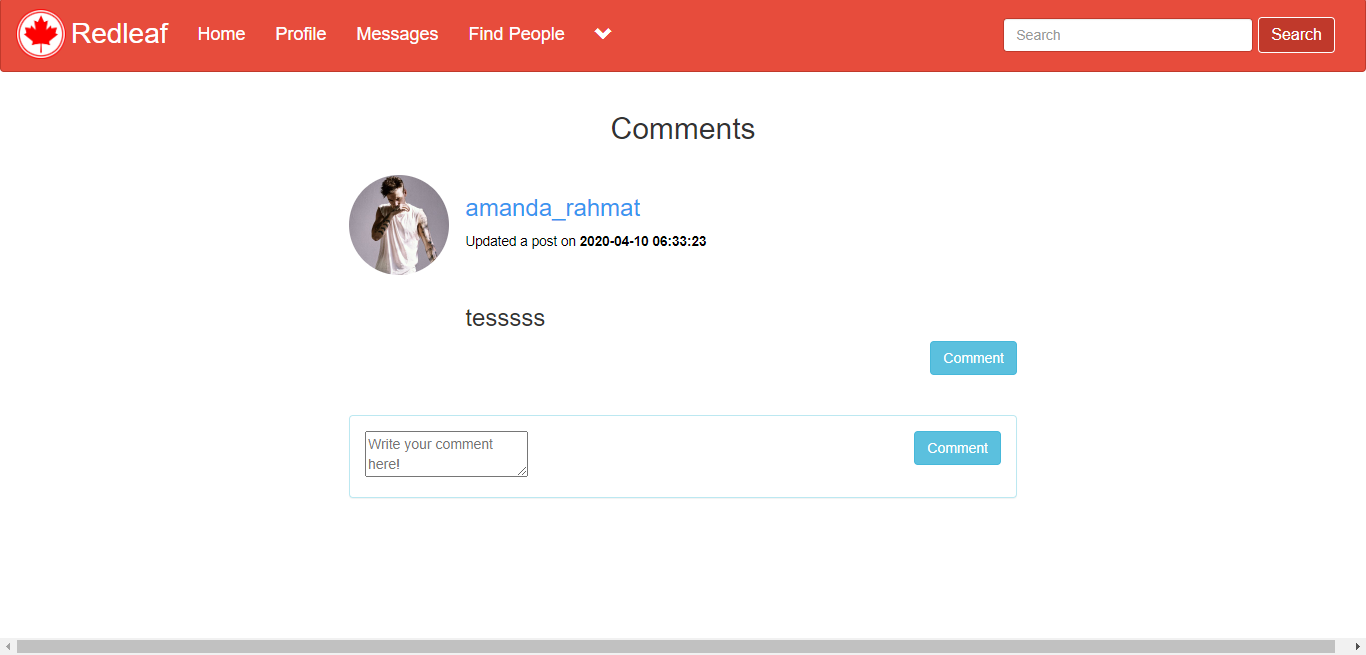 Redleaf Home Profile Messages Find People Search Search
Comments
amanda_rahmat
Updated a post on 2020-04-10 06:33:23
tesssss
Comment
Write your comment
here!
Comment